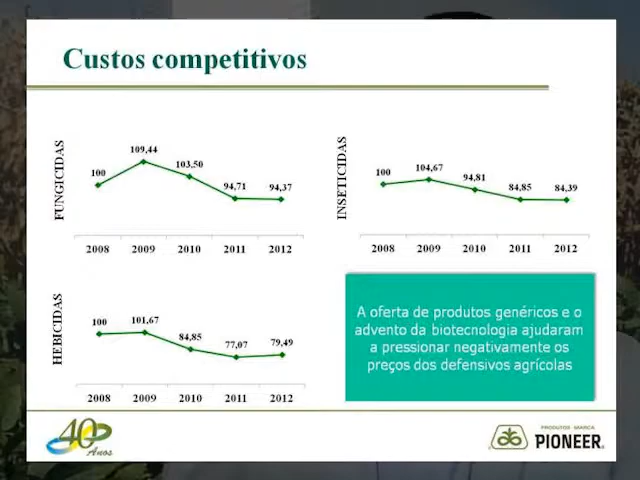 Custos competitivos
FUNGICIDAS
100
109,44
103,50
94,71
94,37
2008 2009 2010 2011 2012
INSETICIDAS
100
104,67
94,81
84,85
84,39
2008 2009 2010 2011 2012
HEBICIDAS
100
101,67
84,85
77,07
79,49
2008 2009 2010 2011 2012
A oferta de produtos genéricos e o
advento da biotecnologia ajudaram
a pressionar negativamente os
preços dos defensivos agrícolas
40
Anos
PRODUTOS MARCA
PIONEER